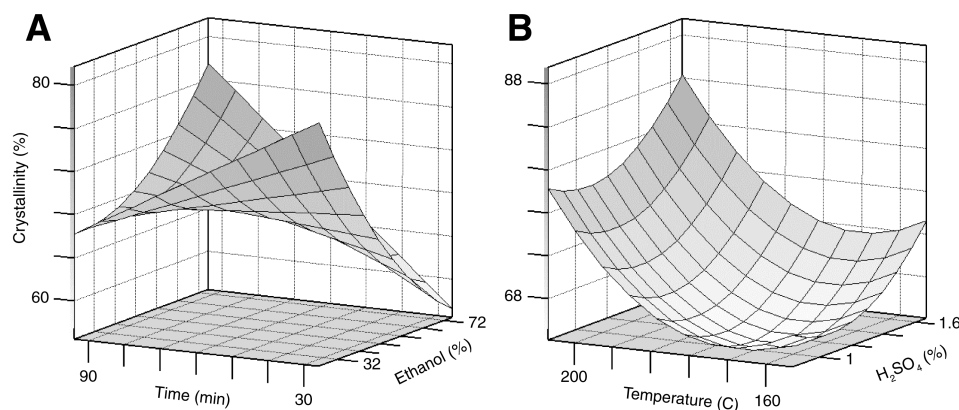 A
80
60
Crystallinity (%)
90
30
Time (min)
32
72
Ethanol (%)
B
88
68
200
160
Temperature (C)
1
1.6
H₂SO₄ (%)